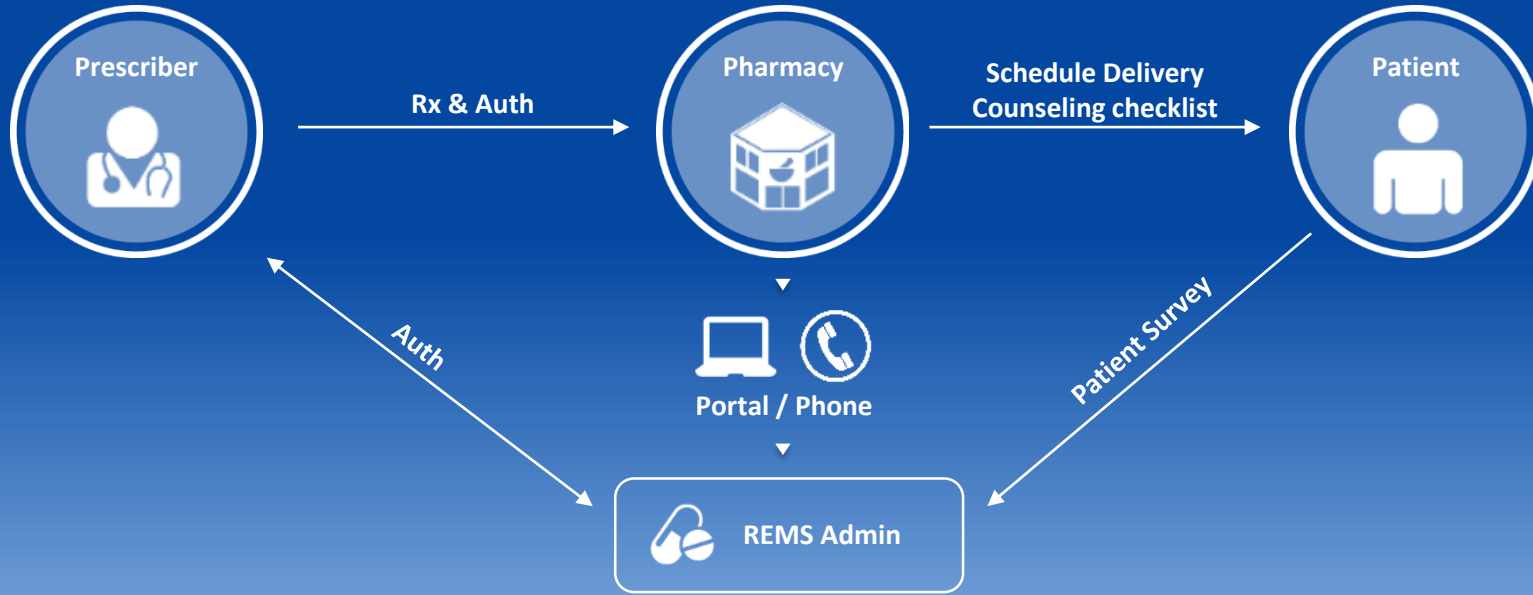 Prescriber
Rx & Auth
Pharmacy
Schedule Delivery
Counseling checklist
Patient
Auth
Portal / Phone
Patient Survey
REMS Admin